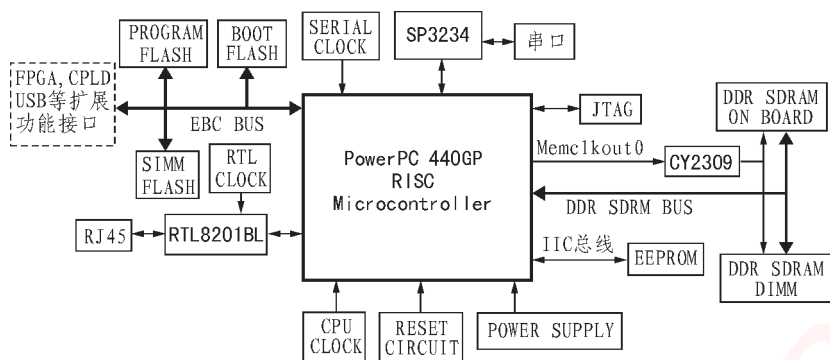 PROGRAM
FLASH
BOOT
FLASH
SERIAL
CLOCK
SP3234
串口
FPGA,CPLD
USB等扩展
功能接口
EBC BUS
JTAG
DDR SDRAM
ON BOARD
SIMM
FLASH
RTL
CLOCK
PowerPC 440GP
RISC
Microcontroller
Memclkout0
CY2309
DDR SDRM BUS
RJ45
RTL8201BL
IIC总线
EEPROM
DDR SDRAM
DIMM
CPU
CLOCK
RESET
CIRCUIT
POWER SUPPLY